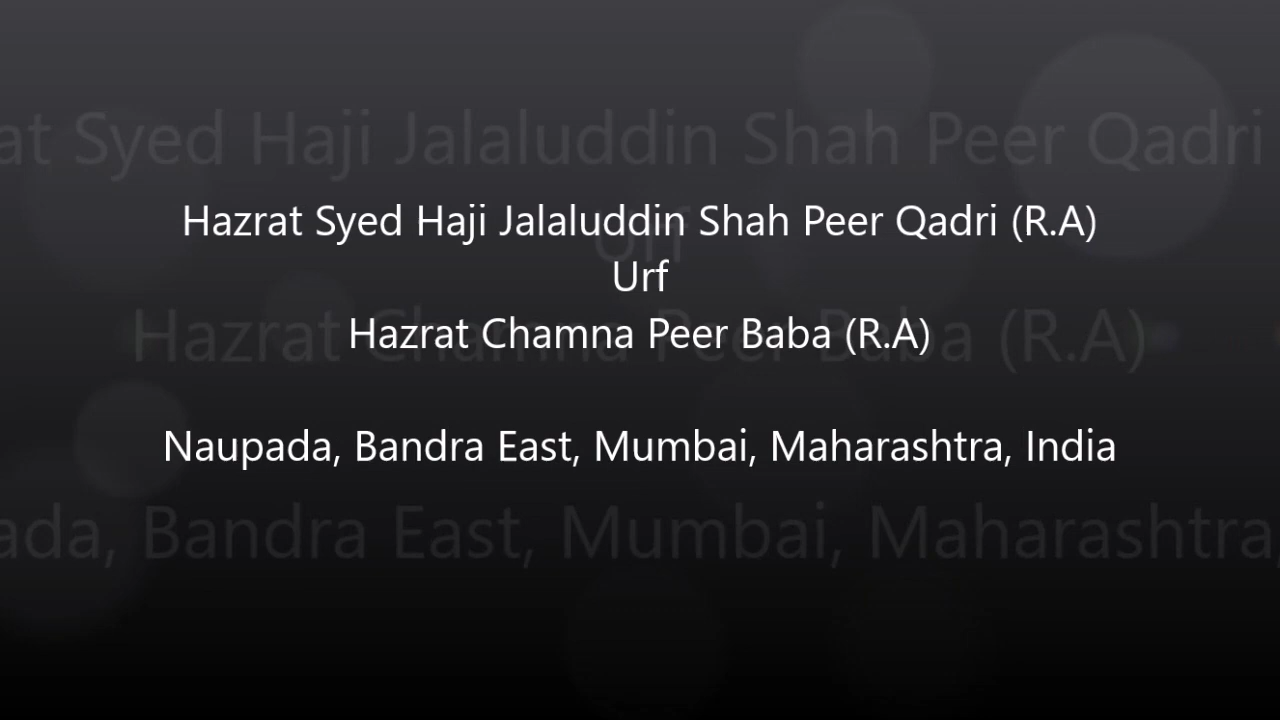 Hazrat Syed Haji Jalaluddin Shah Peer Qadri (R.A)
Urf
Hazrat Chamna Peer Baba (R.A)
Naupada, Bandra East, Mumbai, Maharashtra, India